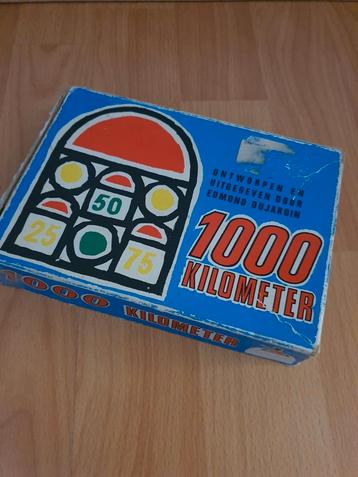 50
25
75
ONTWORPEN EN
UITGEGEVEN DOOR
EDMOND DUJARDIN
1000
KILOMETER
1000 KILOMETER